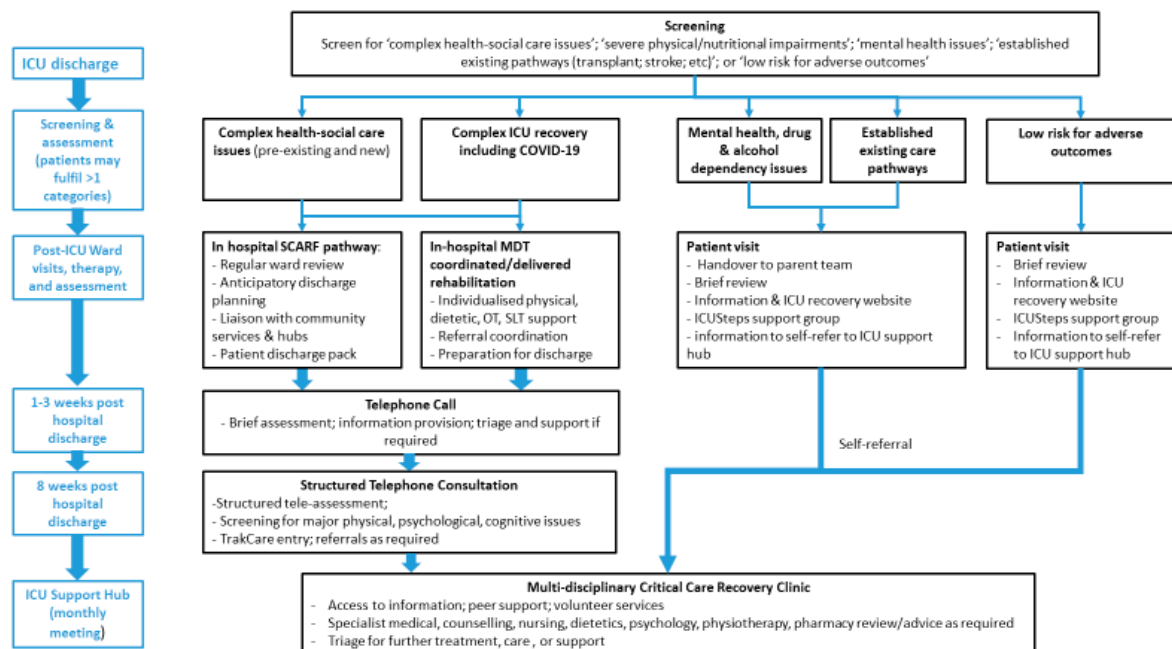 Screening
Screen for ‘complex health-social care issues’; ‘severe physical/nutritional impairments’; ‘mental health issues’; ‘established
existing pathways (transplant; stroke; etc)’; or ‘low risk for adverse outcomes’
ICU discharge
Screening &
assessment
(patients may
fulfil >1
categories)
Complex health-social care
issues (pre-existing and new)
Complex ICU recovery
including COVID-19
Mental health, drug
& alcohol
dependency issues
Established
existing care
pathways
Low risk for adverse
outcomes
Post-ICU Ward
visits, therapy,
and assessment
In hospital SCARF pathway:
- Regular ward review
- Anticipatory discharge
planning
- Liaison with community
services & hubs
- Patient discharge pack
In-hospital MDT
coordinated/delivered
rehabilitation
- Individualised physical,
dietetic, OT, SLT support
- Referral coordination
- Preparation for discharge
Patient visit
- Handover to parent team
- Brief review
- Information & ICU recovery website
- ICUSteps support group
- information to self-refer to ICU support
hub
Patient visit
- Brief review
- Information & ICU
recovery website
- ICUSteps support group
- Information to self-refer
to ICU support hub
1-3 weeks post
hospital
discharge
Telephone Call
- Brief assessment; information provision; triage and support if
required
Self-referral
8 weeks post
hospital
discharge
Structured Telephone Consultation
-Structured tele-assessment;
- Screening for major physical, psychological, cognitive issues
- TrakCare entry; referrals as required
ICU Support Hub
(monthly
meeting)
Multi-disciplinary Critical Care Recovery Clinic
- Access to information; peer support; volunteer services
- Specialist medical, counselling, nursing, dietetics, psychology, physiotherapy, pharmacy review/advice as required
- Triage for further treatment, care , or support